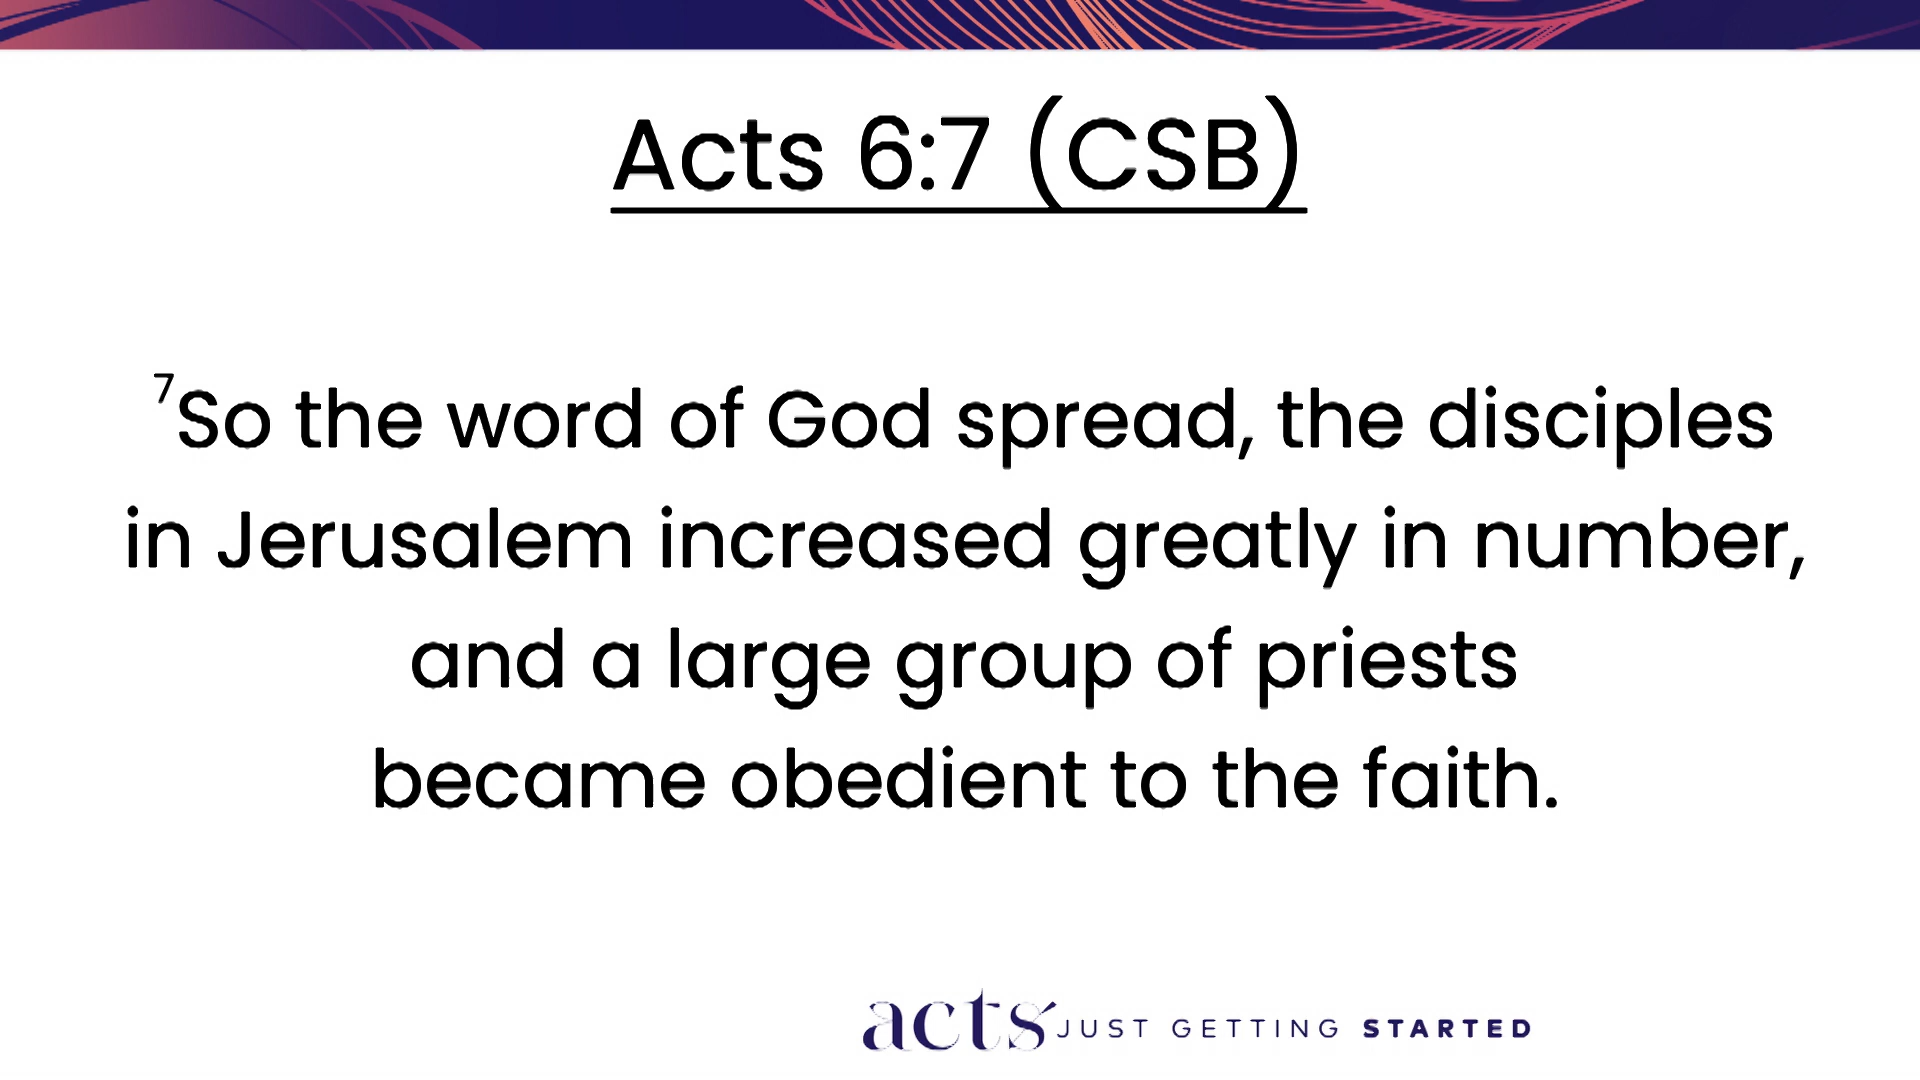 Acts 6:7 (CSB)
⁷So the word of God spread, the disciples
in Jerusalem increased greatly in number,
and a large group of priests
became obedient to the faith.
acts JUST GETTING STARTED